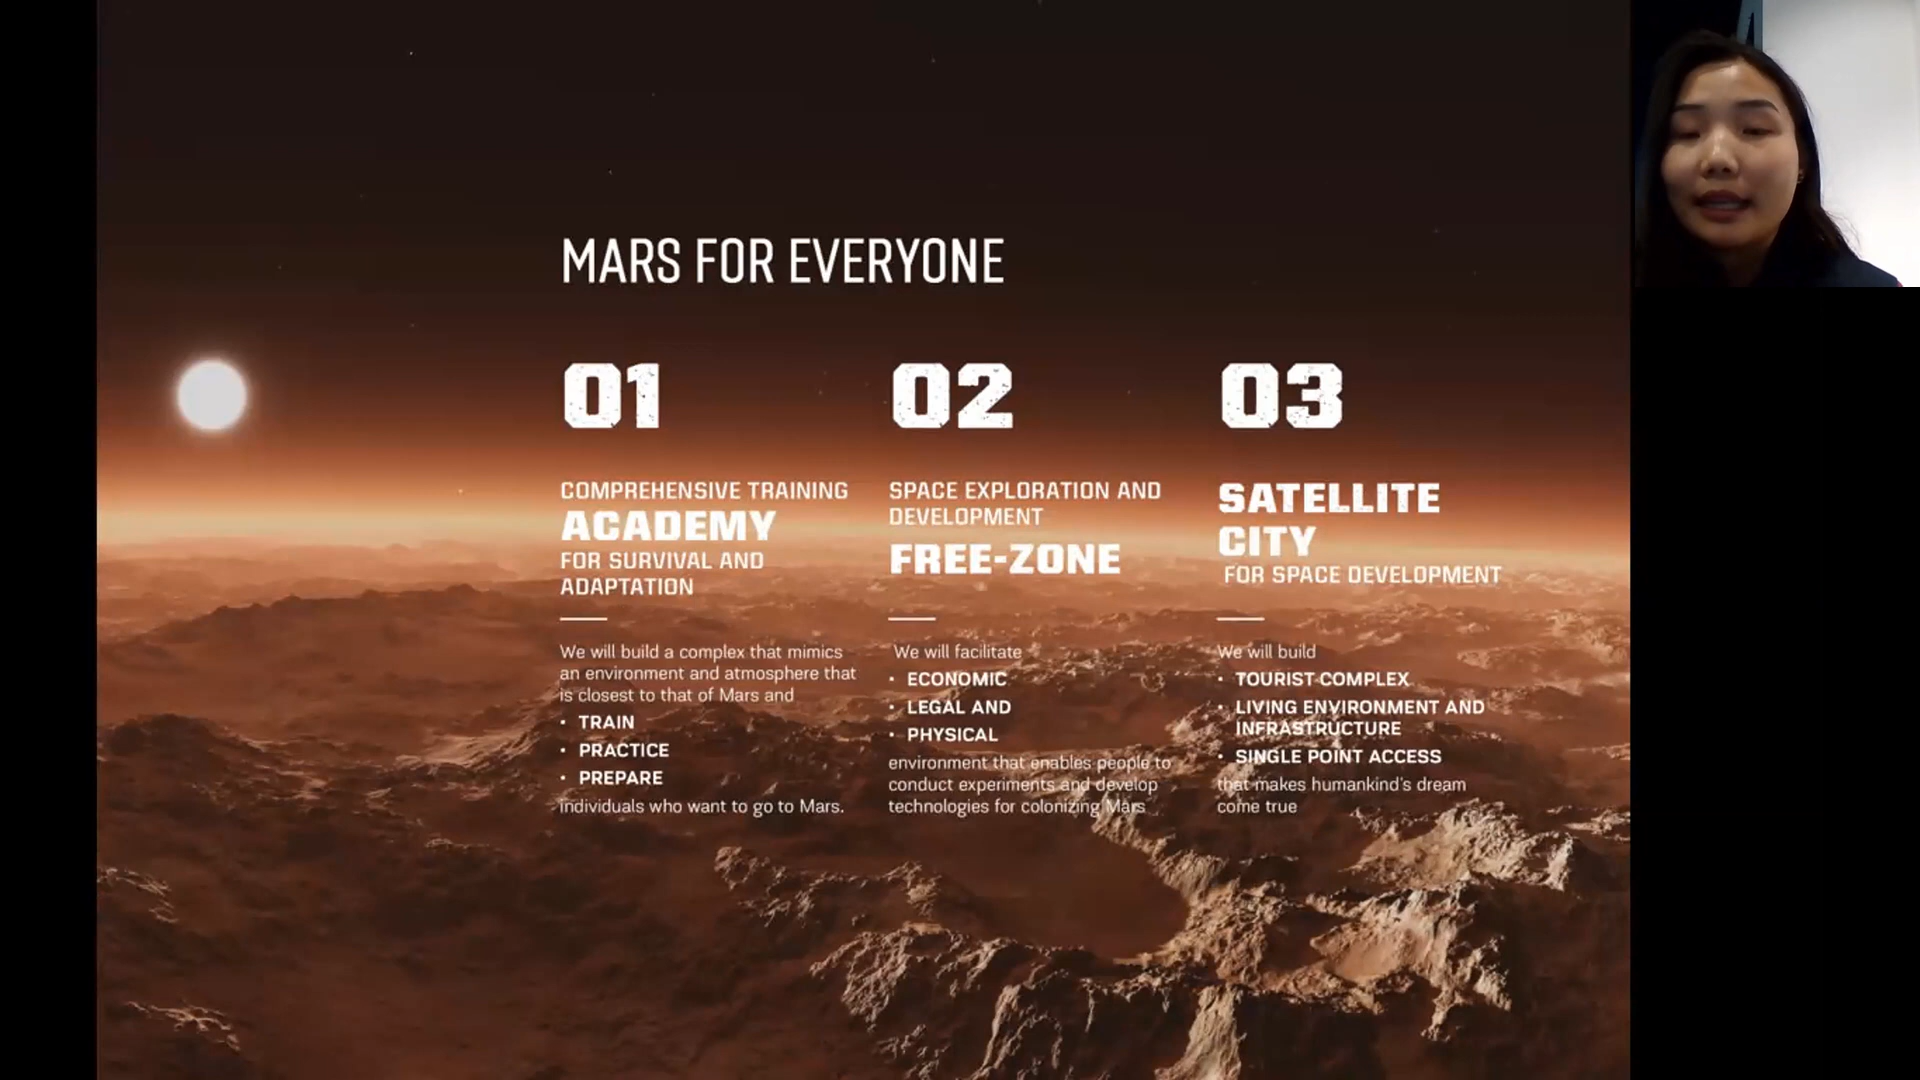 MARS FOR EVERYONE
01
COMPREHENSIVE TRAINING
ACADEMY
FOR SURVIVAL AND
ADAPTATION
We will build a complex that mimics
an environment and atmosphere that
is closest to that of Mars and
• TRAIN
• PRACTICE
• PREPARE
individuals who want to go to Mars.
02
SPACE EXPLORATION AND
DEVELOPMENT
FREE-ZONE
We will facilitate
• ECONOMIC
• LEGAL AND
• PHYSICAL
environment that enables people to
conduct experiments and develop
technologies for colonizing Mars
03
SATELLITE
CITY
FOR SPACE DEVELOPMENT
We will build
• TOURIST COMPLEX
• LIVING ENVIRONMENT AND
INFRASTRUCTURE
• SINGLE POINT ACCESS
that makes humankind's dream
come true